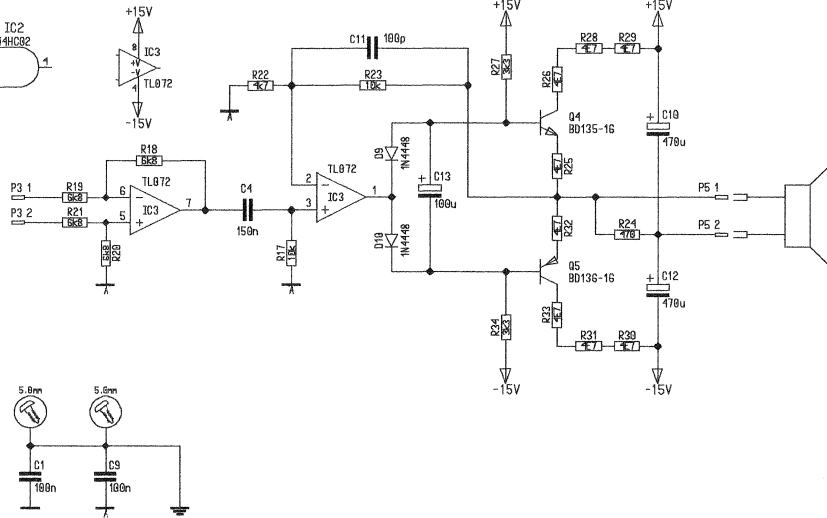 IC2
74HC02
4
+15V
8
IC3
+V
-V
TL072
4
-15V
C11 100p
R22
4k7
R23
10k
A
+15V
R27
3k3
R28
4E7
R29
4E7
+15V
R26
4E7
Q4
BD135-16
+
C10
470u
R18
6k8
TL072
P3 1
R19
6k8
6
-
IC3
7
P3 2
R21
6k8
5
+
R20
6k8
A
C4
150n
R17
10k
A
2
-
TL072
IC3
3
+
1
D9
1N4448
+
C13
100u
D10
1N4448
R25
4E7
R32
4E7
R24
470
P5 1
P5 2
Q5
BD136-16
+
C12
470u
R34
3k3
R33
4E7
R31
4E7
R30
4E7
-15V
-15V
5.0mm
5.0mm
C1
100n
C9
100n
A